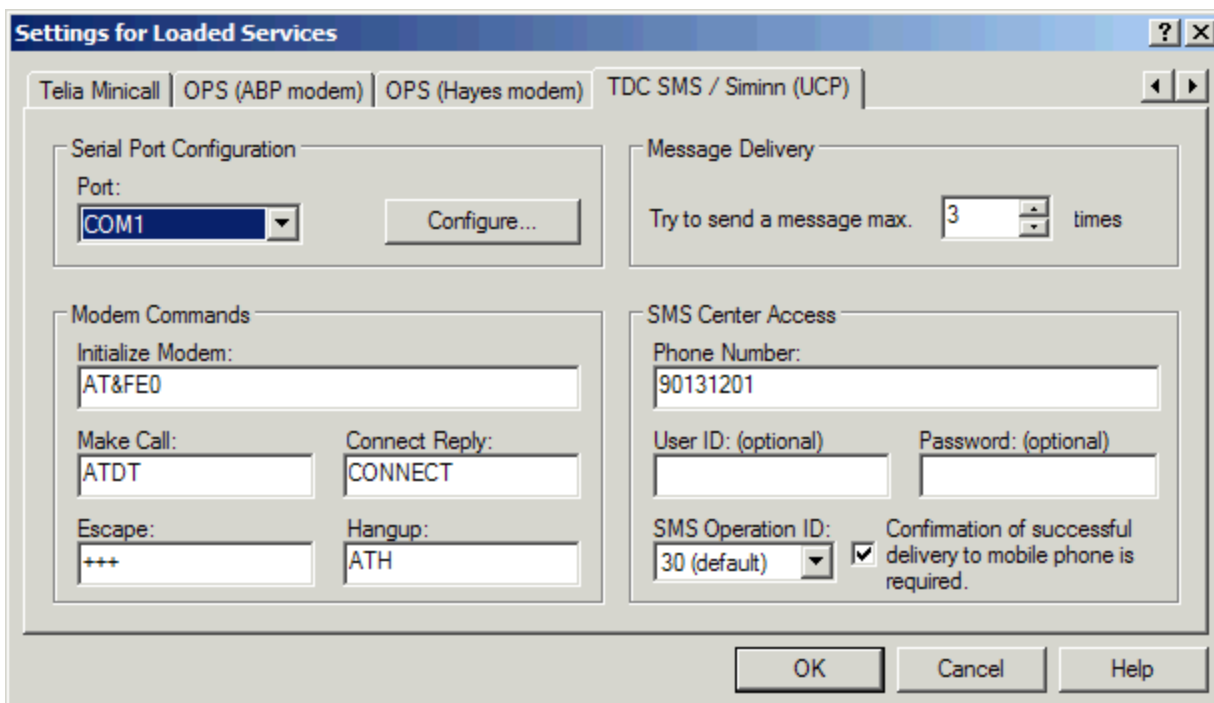 Settings for Loaded Services
Telia Minicall
OPS (ABP modem)
OPS (Hayes modem)
TDC SMS / Siminn (UCP)
Serial Port Configuration
Port:
COM1
Configure...
Message Delivery
Try to send a message max. 3 times
Modem Commands
Initialize Modem:
AT&FE0
Make Call:
ATDT
Connect Reply:
CONNECT
Escape:
+++
Hangup:
ATH
SMS Center Access
Phone Number:
90131201
User ID: (optional)
Password: (optional)
SMS Operation ID:
30 (default)
Confirmation of successful
delivery to mobile phone is
required.
OK
Cancel
Help